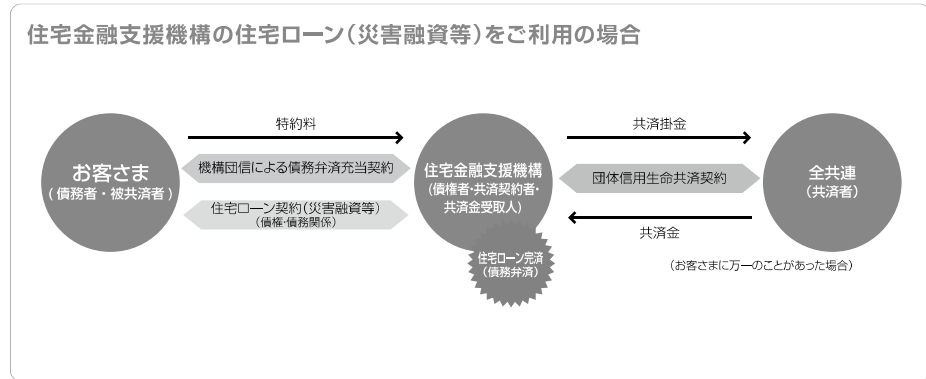 住宅金融支援機構の住宅ローン(災害融資等)をご利用の場合
お客さま
(債務者・被共済者)
特約料
機構団信による債務弁済充当契約
住宅ローン契約(災害融資等)
(債権・債務関係)
住宅金融支援機構
(債権者・共済契約者・
共済金受取人)
住宅ローン完済
(債務弁済)
共済掛金
団体信用生命共済契約
共済金
(お客さまに万一のことがあった場合)
全共連
(共済者)